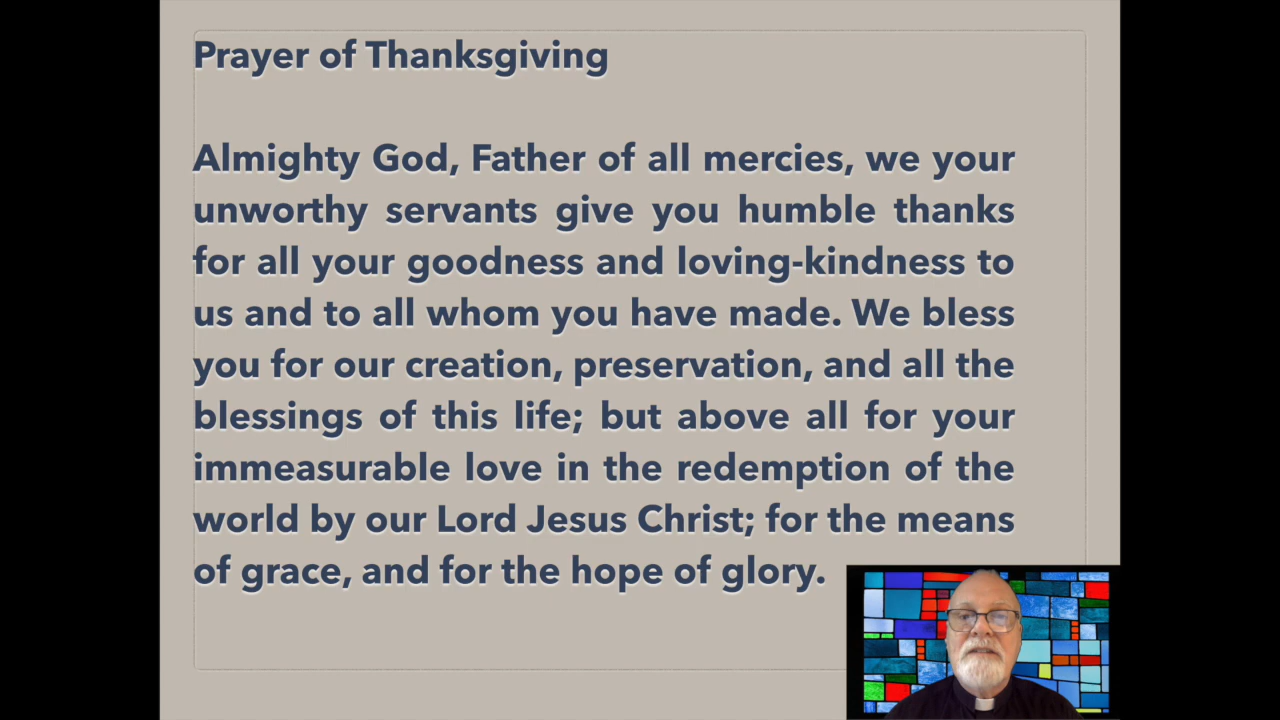 Prayer of Thanksgiving
Almighty God, Father of all mercies, we your
unworthy servants give you humble thanks
for all your goodness and loving-kindness to
us and to all whom you have made. We bless
you for our creation, preservation, and all the
blessings of this life; but above all for your
immeasurable love in the redemption of the
world by our Lord Jesus Christ; for the means
of grace, and for the hope of glory.